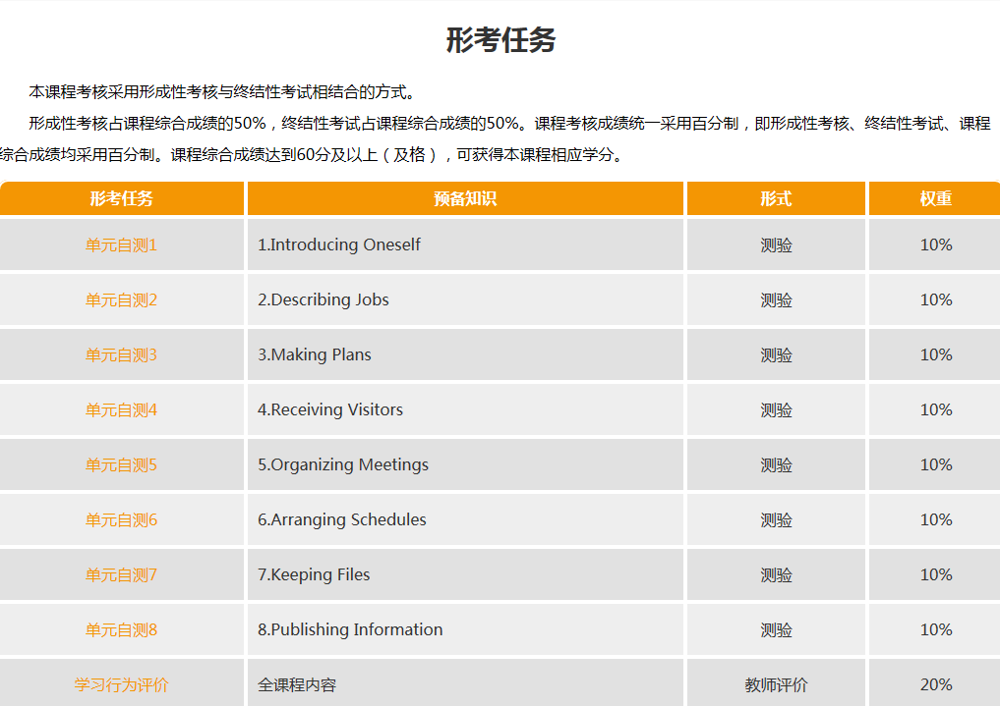 形考任务
本课程考核采用形成性考核与终结性考试相结合的方式。
形成性考核占课程综合成绩的50%，终结性考试占课程综合成绩的50%。课程考核成绩统一采用百分制，即形成性考核、终结性考试、课程
综合成绩均采用百分制。课程综合成绩达到60分及以上（及格），可获得本课程相应学分。
形考任务 预备知识 形式 权重
单元自测1 1.Introducing Oneself 测验 10%
单元自测2 2.Describing Jobs 测验 10%
单元自测3 3.Making Plans 测验 10%
单元自测4 4.Receiving Visitors 测验 10%
单元自测5 5.Organizing Meetings 测验 10%
单元自测6 6.Arranging Schedules 测验 10%
单元自测7 7.Keeping Files 测验 10%
单元自测8 8.Publishing Information 测验 10%
学习行为评价 全课程内容 教师评价 20%